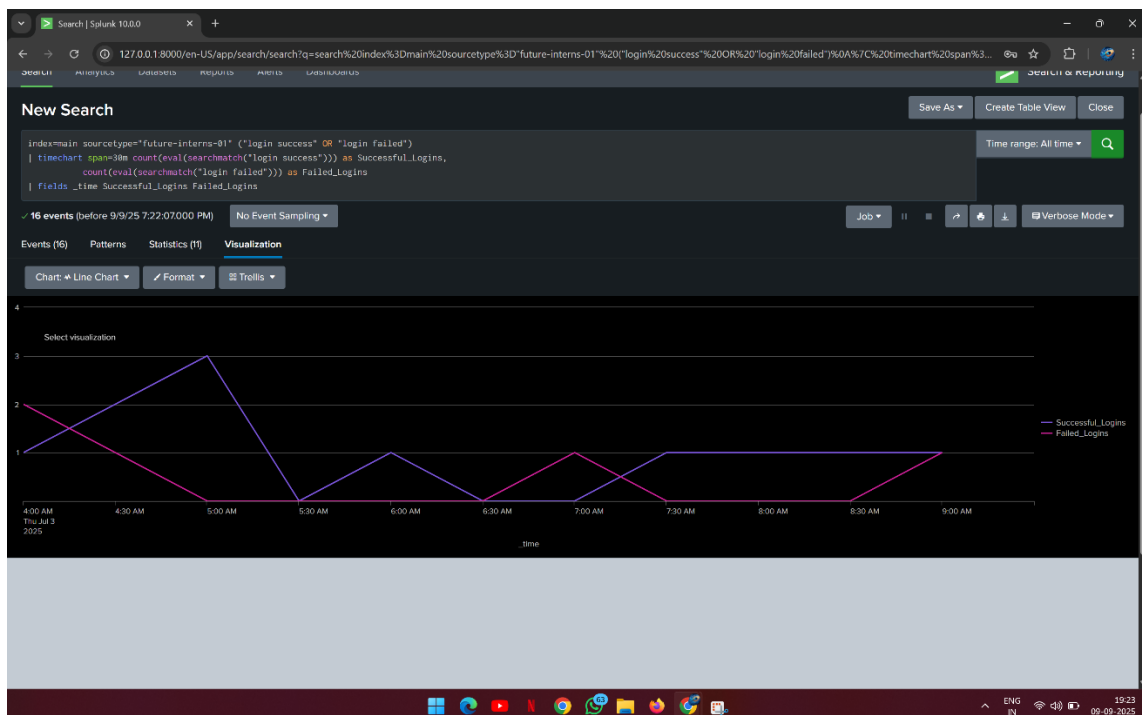 Search | Splunk 10.0.0
127.0.0.1:8000/en-US/app/search/search?q=search%20index%3Dmain%20sourcetype%3D"future-interns-01"%20("login%20success"%20OR%20"login%20failed")%0A%7C%20timechart%20span%3...
Search Analytics Datasets Reports Alerts Dashboards Search & Reporting
New Search
Save As Create Table View Close
index=main sourcetype="future-interns-01" ("login success" OR "login failed")
| timechart span=30m count(eval(searchmatch("login success"))) as Successful_Logins,
count(eval(searchmatch("login failed"))) as Failed_Logins
| fields _time Successful_Logins Failed_Logins
Time range: All time
16 events (before 9/9/25 7:22:07.000 PM) No Event Sampling Job Verbose Mode
Events (16) Patterns Statistics (11) Visualization
Chart: Line Chart Format Trellis
4
Select visualization
3
2
Successful_Logins
Failed_Logins
1
4:00 AM 4:30 AM 5:00 AM 5:30 AM 6:00 AM 6:30 AM 7:00 AM 7:30 AM 8:00 AM 8:30 AM 9:00 AM
Thu Jul 3
2025
_time
63
ENG
IN
19:23
09-09-2025